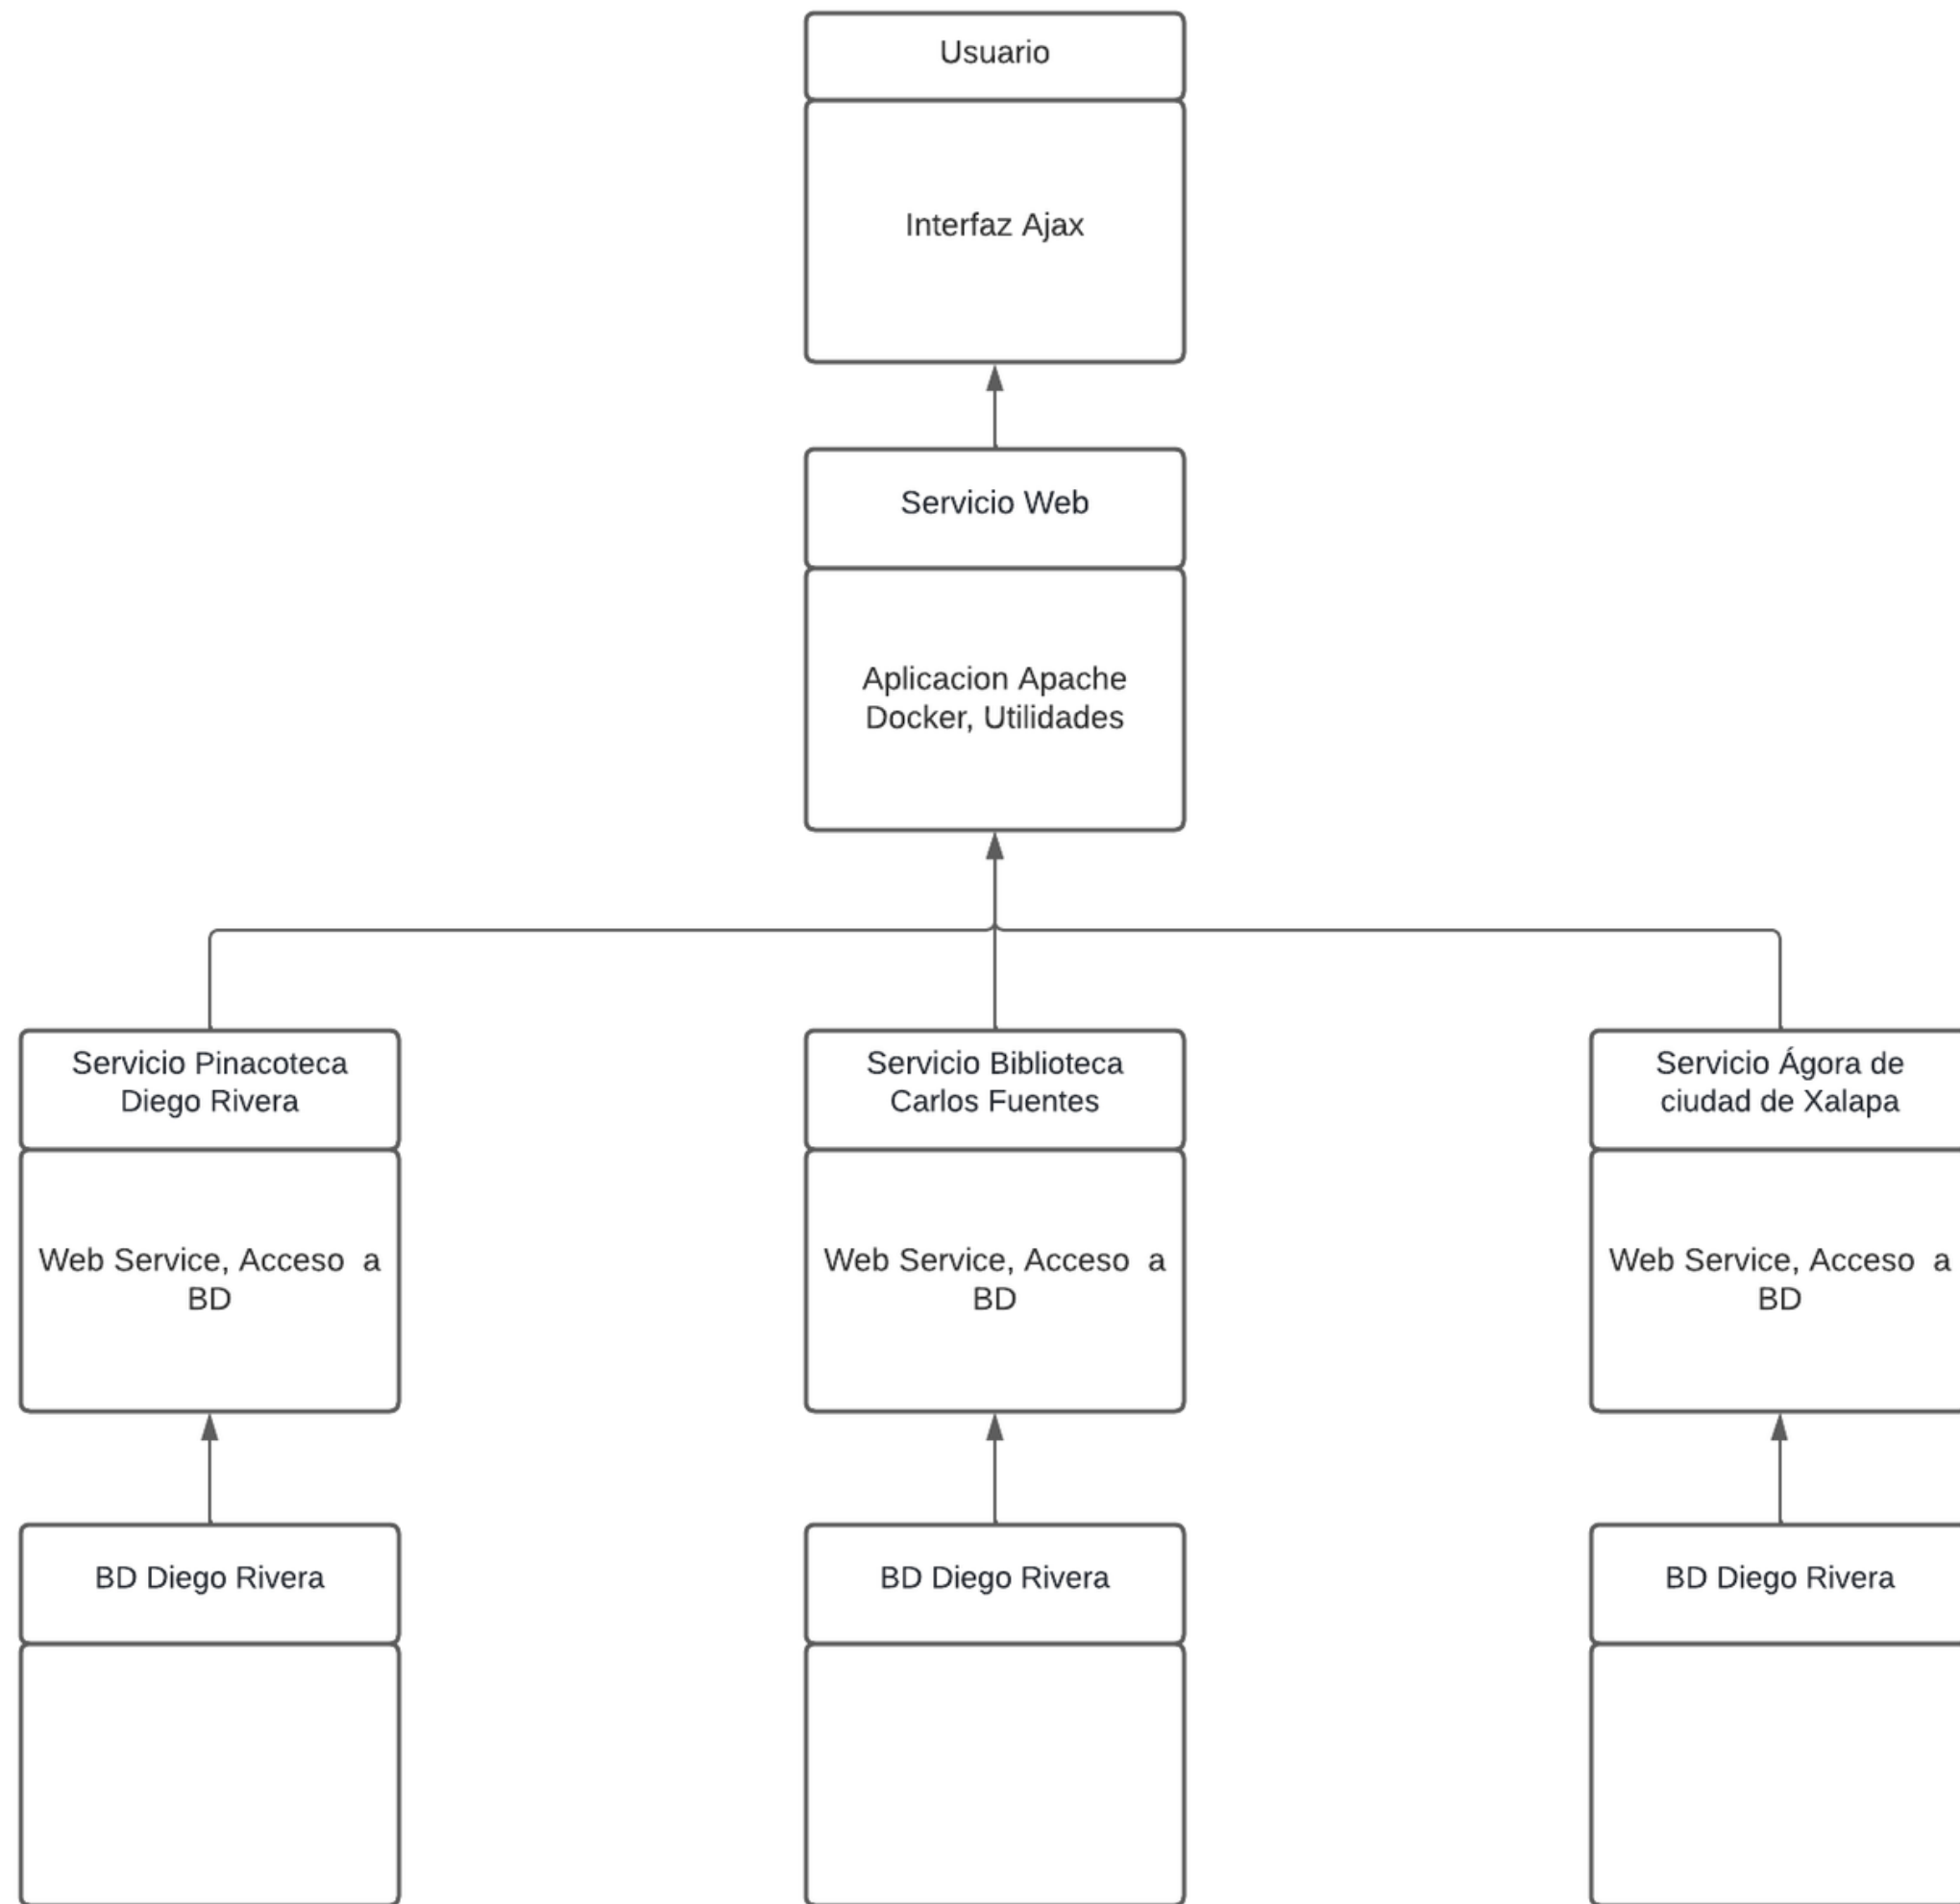 Usuario
Interfaz Ajax
Servicio Web
Aplicacion Apache
Docker, Utilidades
Servicio Pinacoteca
Diego Rivera
Servicio Biblioteca
Carlos Fuentes
Servicio Ágora de
ciudad de Xalapa
Web Service, Acceso  a
BD
Web Service, Acceso  a
BD
Web Service, Acceso  a
BD
BD Diego Rivera
BD Diego Rivera
BD Diego Rivera